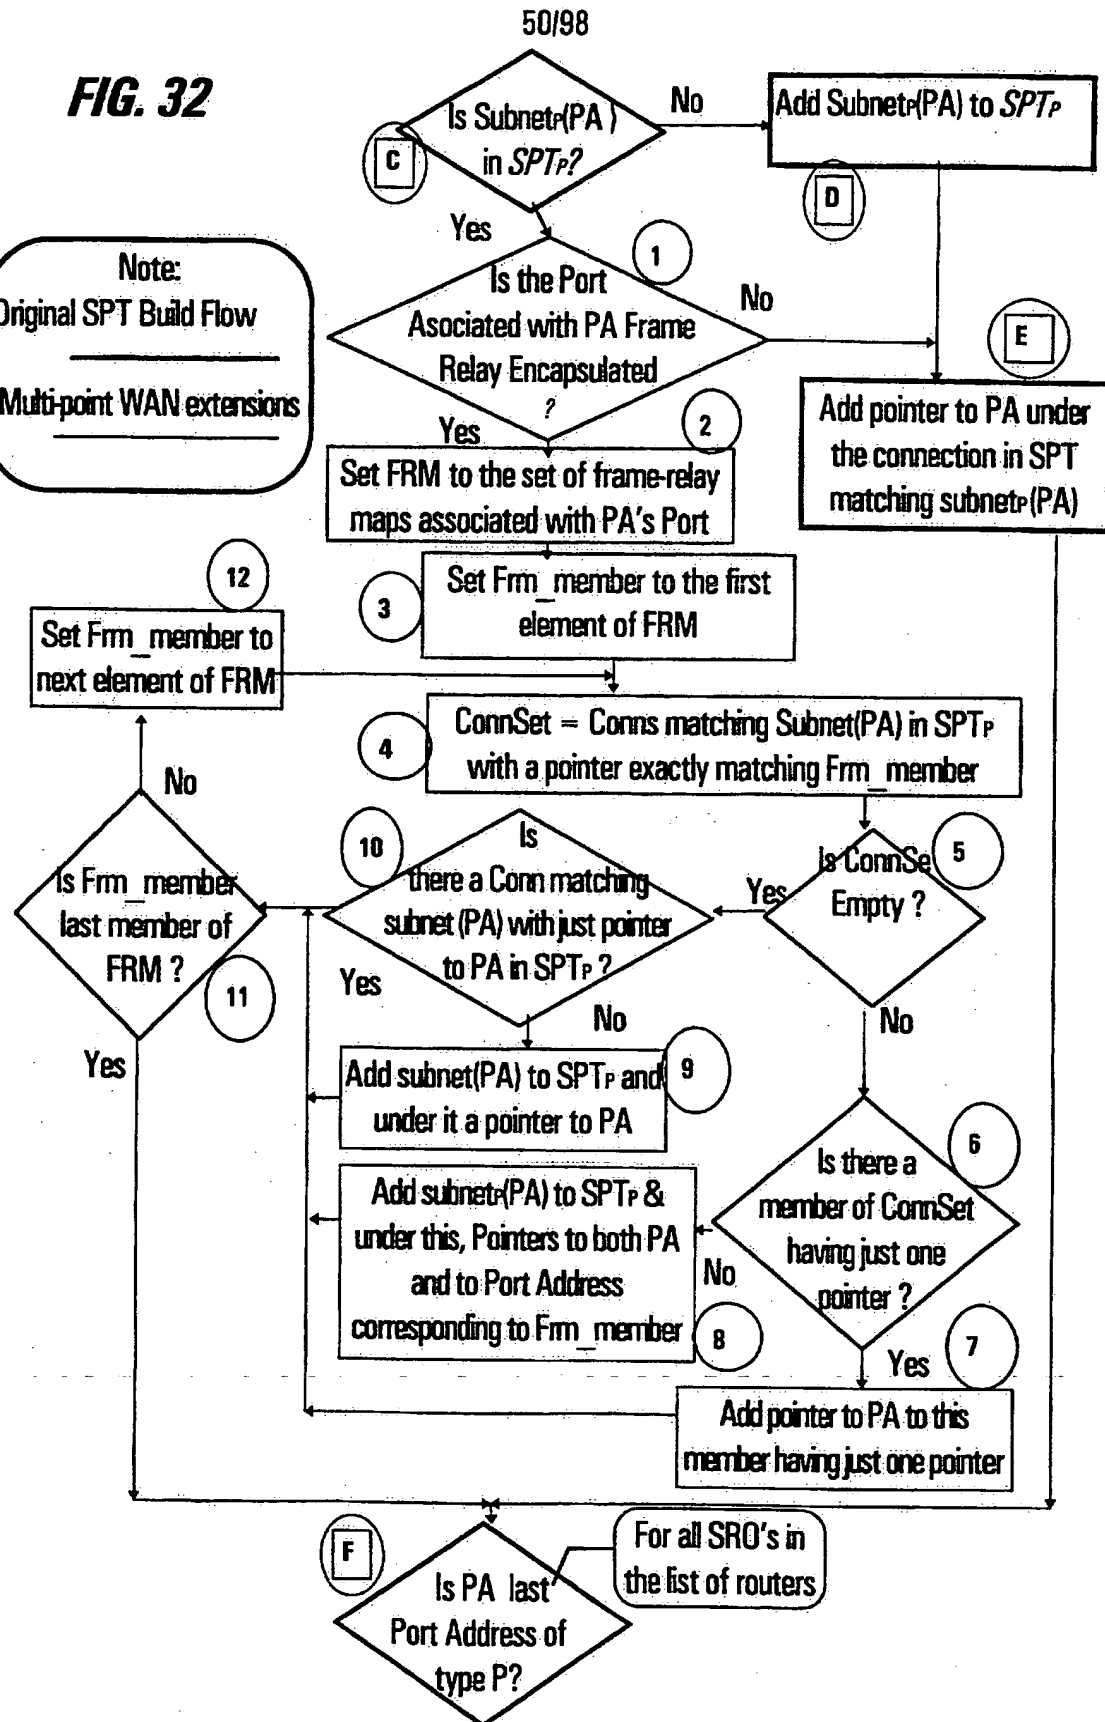 50/98
FIG. 32
Is SubnetP(PA)
in SPTP?
No
Add SubnetP(PA) to SPTP
C
D
Yes
Note:
Original SPT Build Flow
Multi-point WAN extensions
1
Is the Port
Asociated with PA Frame
Relay Encapsulated
?
No
E
Add pointer to PA under
the connection in SPT
matching subnetP(PA)
Yes
2
Set FRM to the set of frame-relay
maps associated with PA's Port
12
3
Set Frm_member to the first
element of FRM
Set Frm_member to
next element of FRM
4
ConnSet = Conns matching Subnet(PA) in SPTP
with a pointer exactly matching Frm_member
No
10
Is
there a Conn matching
subnet (PA) with just pointer
to PA in SPTP ?
Is ConnSe
Empty ?
5
Yes
Is Frm_member
last member of
FRM ?
11
Yes
No
No
Yes
Add subnet(PA) to SPTP and
under it a pointer to PA
9
6
Is there a
member of ConnSet
having just one
pointer ?
Add subnetP(PA) to SPTP &
under this, Pointers to both PA
and to Port Address
corresponding to Frm_member
No
8
7
Yes
Add pointer to PA to this
member having just one pointer
F
For all SRO's in
the list of routers
Is PA last
Port Address of
type P?